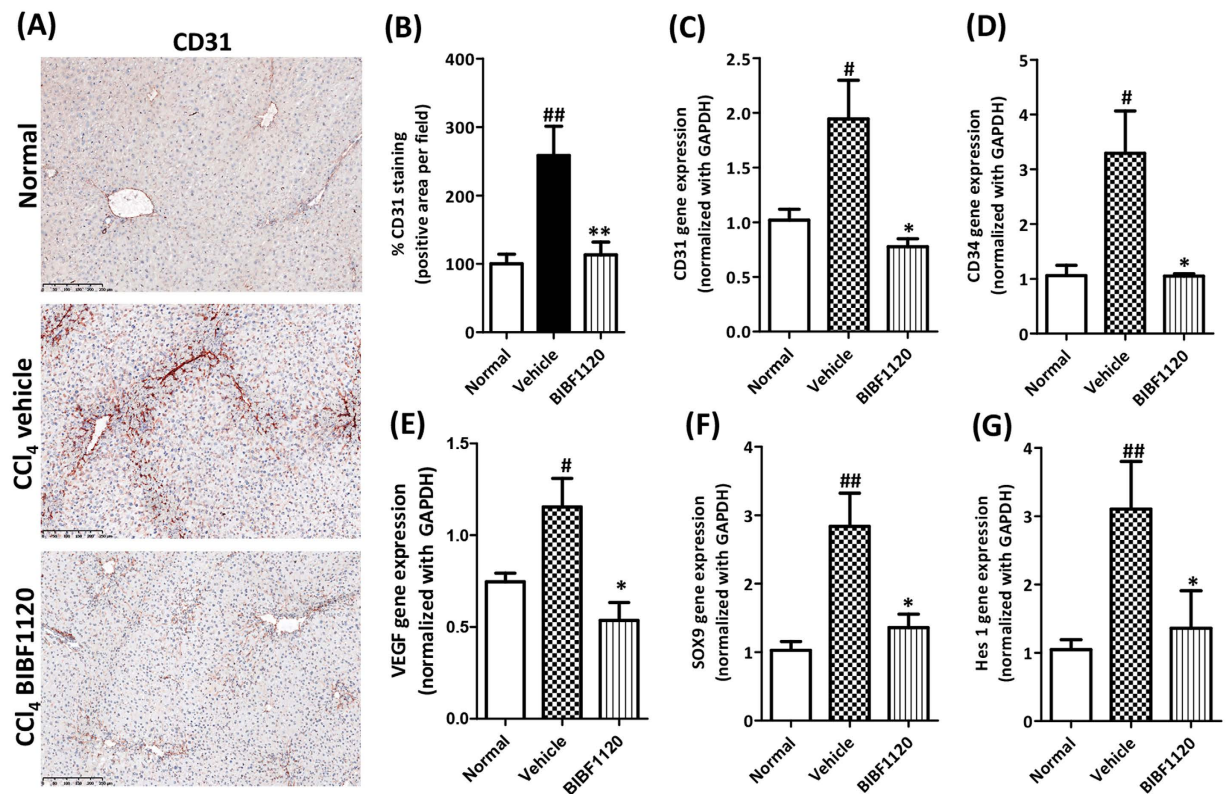 (A)
CD31
Normal
CCl4 vehicle
CCl4 BIBF1120
(B)
% CD31 staining
(positive area per field)
400
300
200
100
0
##
**
Normal
Vehicle
BIBF1120
(C)
CD31 gene expression
(normalized with GAPDH)
2.5
2.0
1.5
1.0
0.5
0.0
#
*
Normal
Vehicle
BIBF1120
(D)
CD34 gene expression
(normalized with GAPDH)
5
4
3
2
1
0
#
*
Normal
Vehicle
BIBF1120
(E)
VEGF gene expression
(normalized with GAPDH)
1.5
1.0
0.5
0.0
#
*
Normal
Vehicle
BIBF1120
(F)
SOX9 gene expression
(normalized with GAPDH)
4
3
2
1
0
##
*
Normal
Vehicle
BIBF1120
(G)
Hes 1 gene expression
(normalized with GAPDH)
4
3
2
1
0
##
*
Normal
Vehicle
BIBF1120